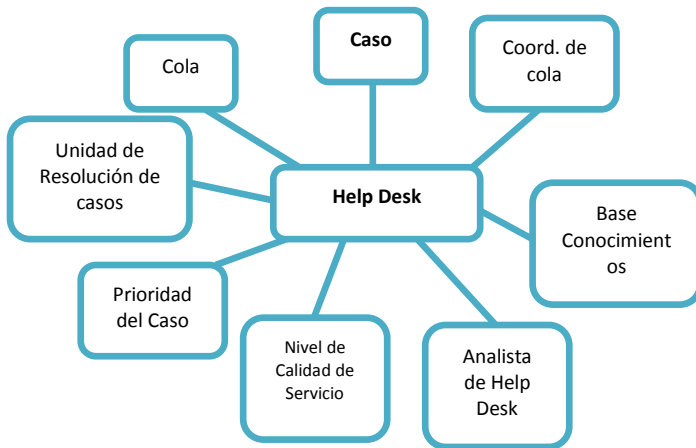 Caso
Coord. de
cola
Cola
Unidad de
Resolución de
casos
Help Desk
Base
Conocimient
os
Prioridad
del Caso
Nivel de
Calidad de
Servicio
Analista
de Help
Desk